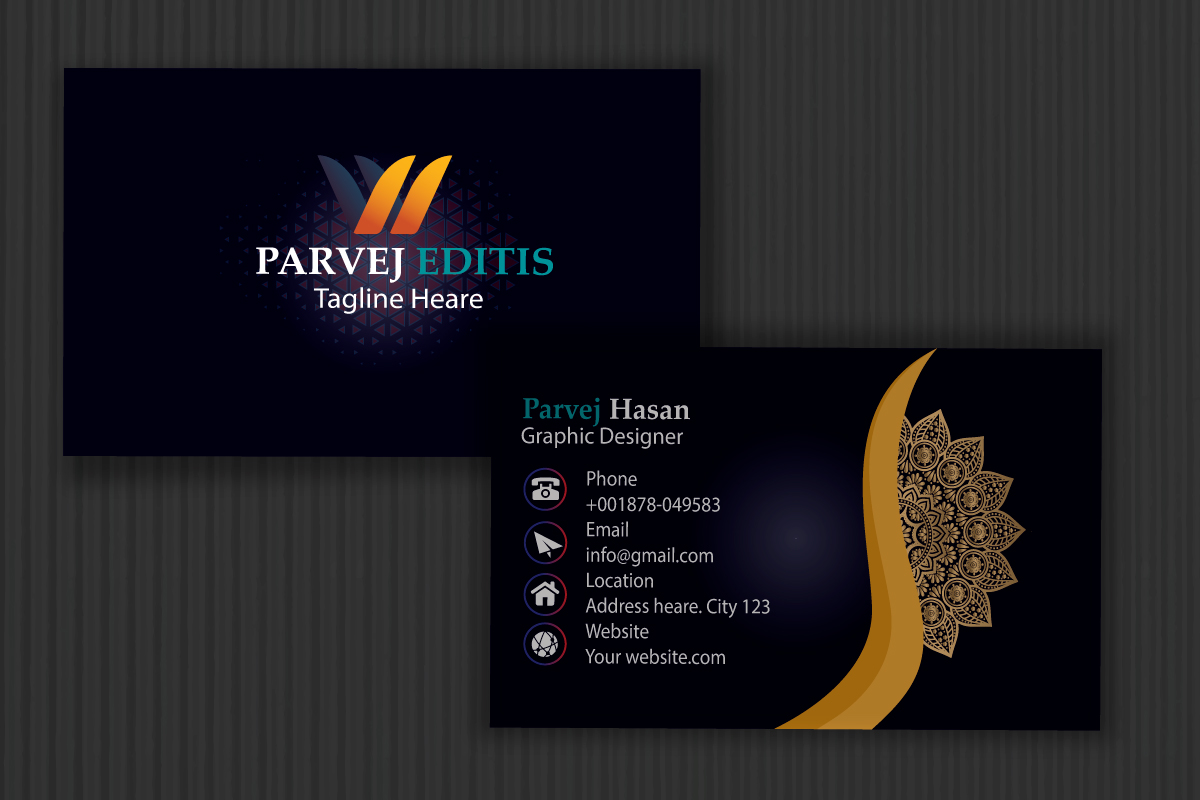 PARVEJ EDITIS
Tagline Heare
Parvej Hasan
Graphic Designer
Phone
+001878-049583
Email
info@gmail.com
Location
Address heare. City 123
Website
Your website.com